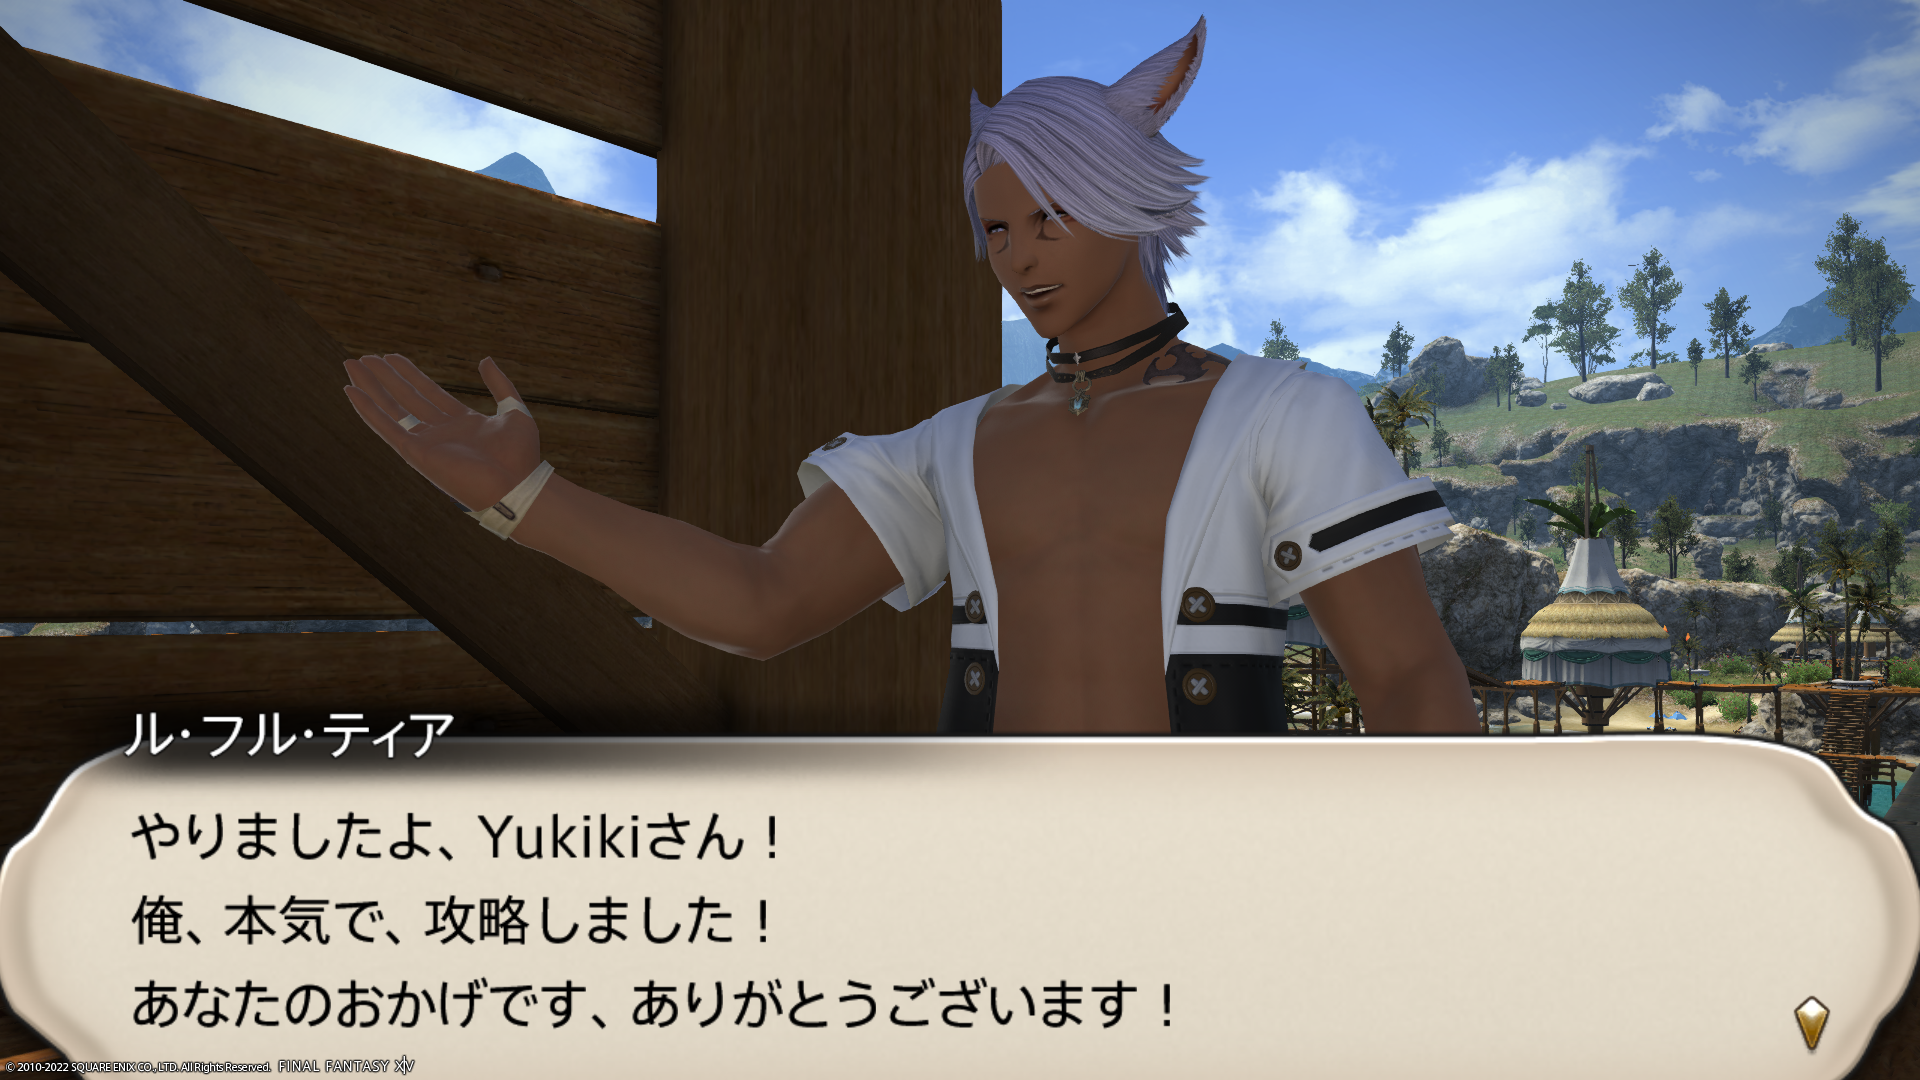 ル・フル・ティア
やりましたよ、Yukikiさん！
俺、本気で、攻略しました！
あなたのおかげです、ありがとうございます！
© 2010-2022 SQUARE ENIX CO., LTD. All Rights Reserved. FINAL FANTASY XIV